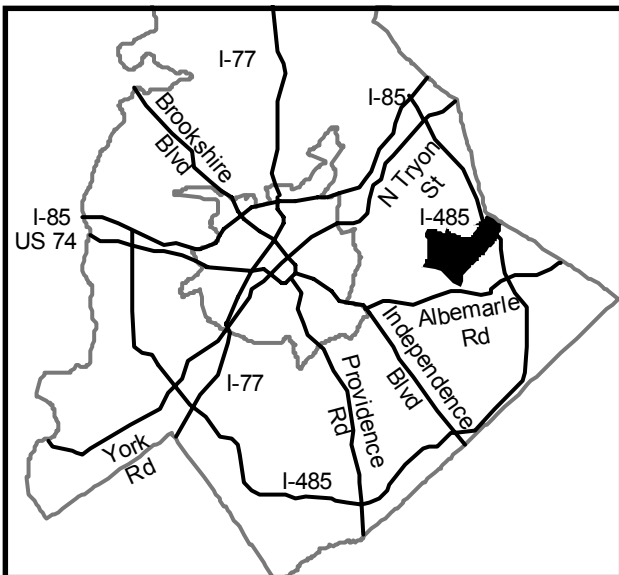 I-77
I-85
Brookshire
Blvd
N Tryon
St
I-485
I-85
US 74
Albemarle
Rd
Independence
Blvd
Providence
Rd
I-77
York
Rd
I-485